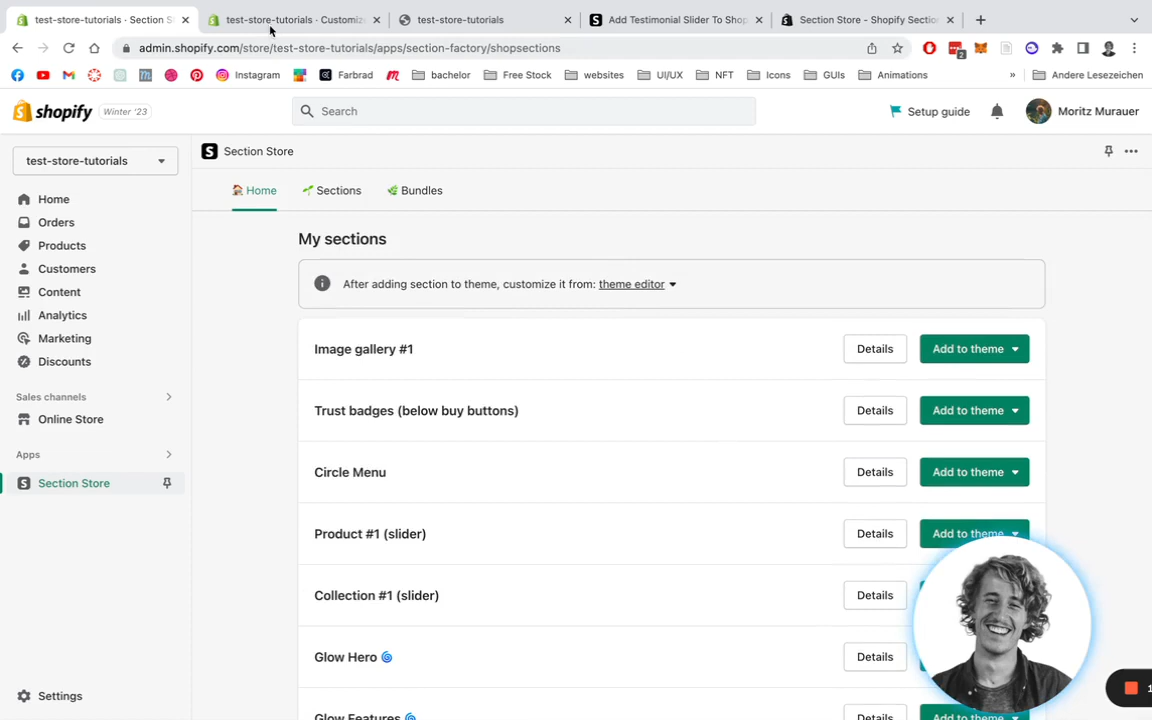 test-store-tutorials · Section S
test-store-tutorials · Customize
test-store-tutorials
Add Testimonial Slider To Shop
Section Store - Shopify Section
admin.shopify.com/store/test-store-tutorials/apps/section-factory/shopsections
2
Instagram
Farbrad
bachelor
Free Stock
websites
UI/UX
NFT
Icons
GUIs
Animations
»
Andere Lesezeichen
shopify
Winter '23
Search
Setup guide
Moritz Murauer
test-store-tutorials
Section Store
Home
Sections
Bundles
Home
Orders
Products
Customers
Content
Analytics
Marketing
Discounts
Sales channels
Online Store
Apps
Section Store
Settings
My sections
After adding section to theme, customize it from: theme editor
Image gallery #1
Details
Add to theme
Trust badges (below buy buttons)
Details
Add to theme
Circle Menu
Details
Add to theme
Product #1 (slider)
Details
Add to theme
Collection #1 (slider)
Details
Glow Hero
Details
Glow Features
Details
Add to theme
1